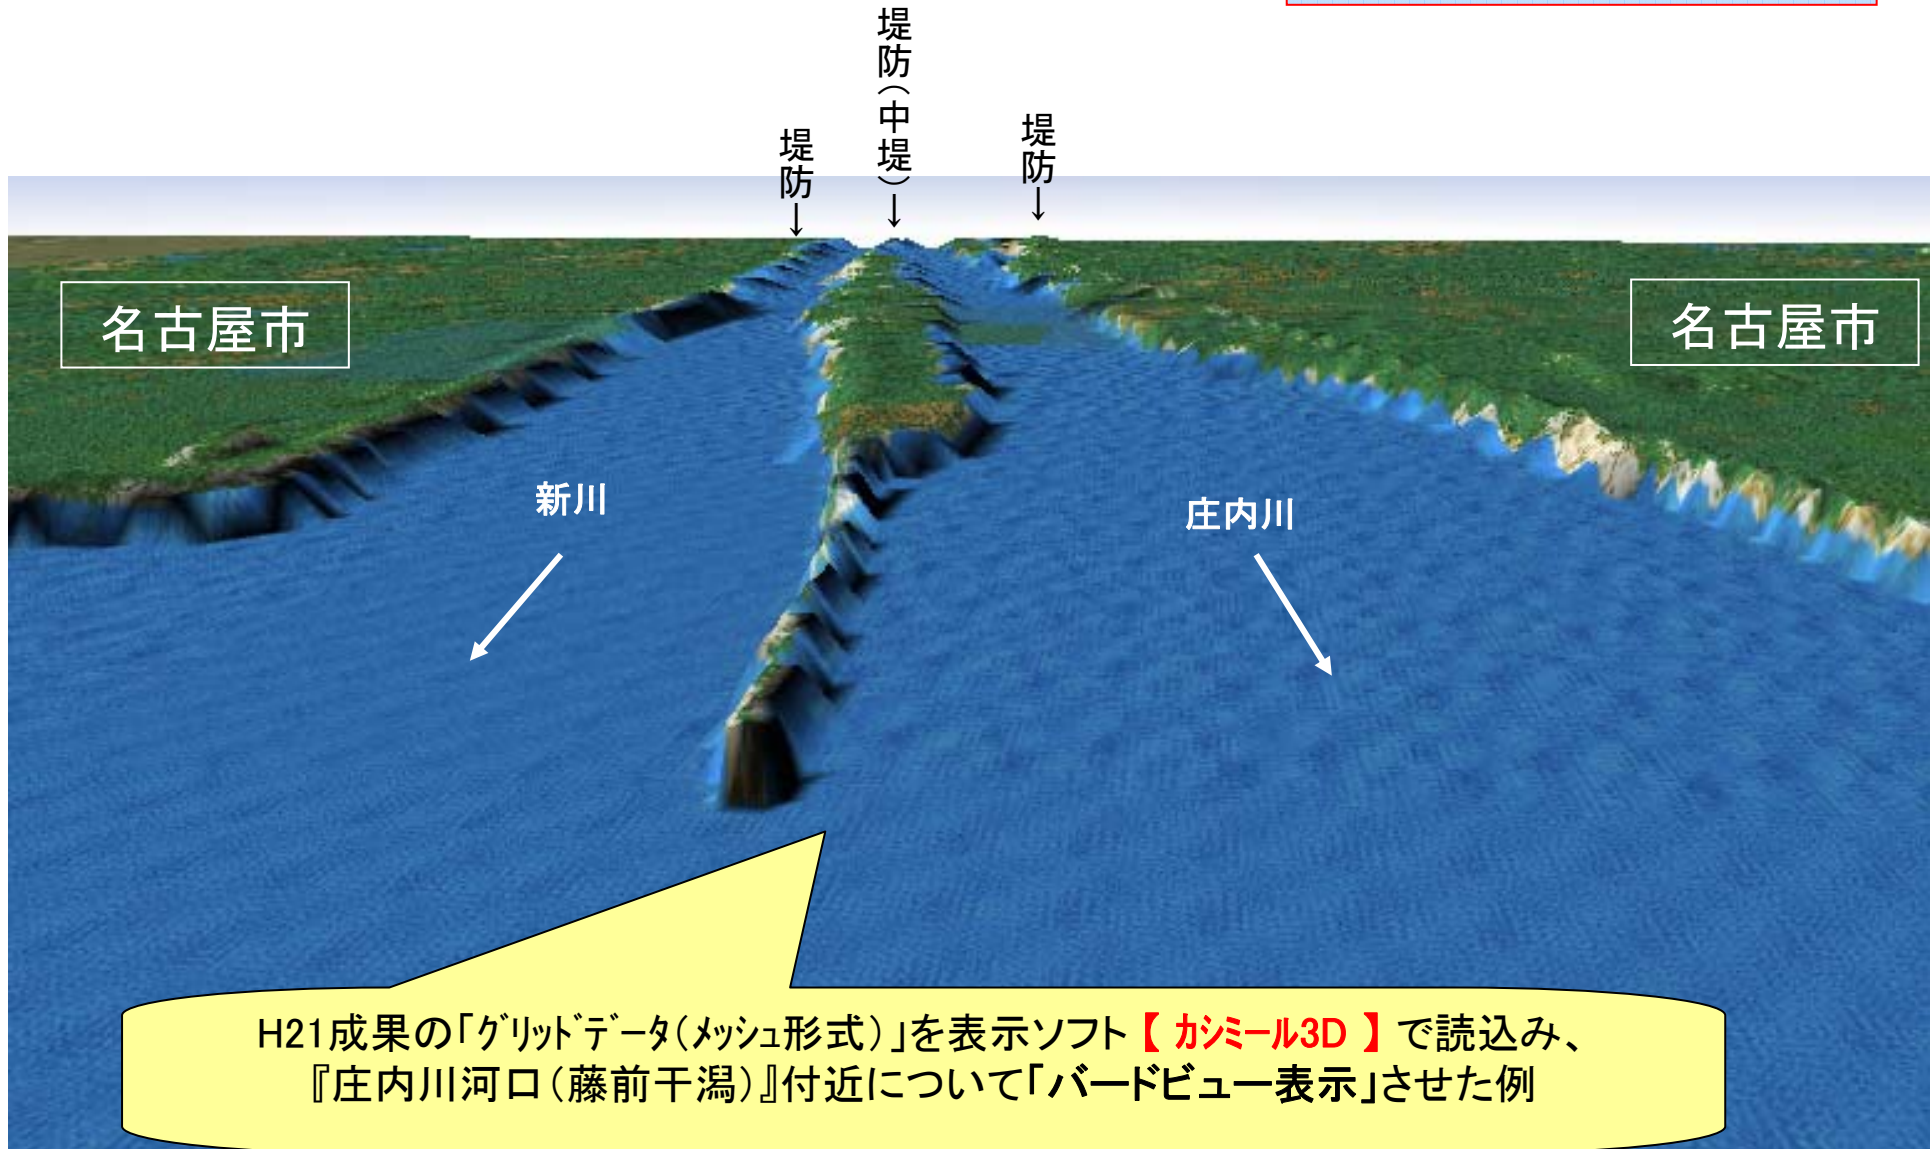 堤防(中堤)→
堤防→
堤防→
名古屋市
名古屋市
新川
庄内川
H21成果の「グリッドデータ(メッシュ形式)」を表示ソフト【 カシミール3D 】で読込み、
『庄内川河口(藤前干潟)』付近について「バードビュー表示」させた例